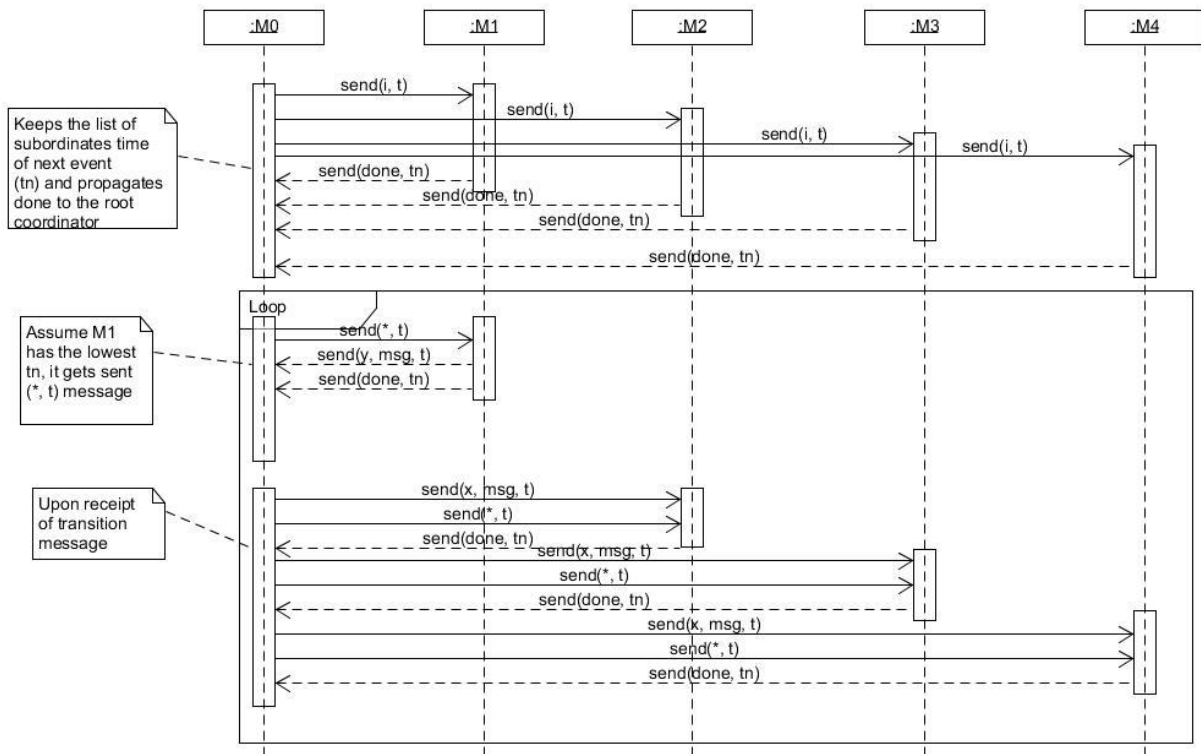 :M0 :M1 :M2 :M3 :M4
send(i, t)
send(i, t)
send(i, t)
send(i, t)
Keeps the list of
subordinates time
of next event
(tn) and propagates
done to the root
coordinator
send(done, tn)
send(done, tn)
send(done, tn)
send(done, tn)
Loop
Assume M1
has the lowest
tn, it gets sent
(*, t) message
send(*, t)
send(y, msg, t)
send(done, tn)
Upon receipt
of transition
message
send(x, msg, t)
send(*, t)
send(done, tn)
send(x, msg, t)
send(*, t)
send(done, tn)
send(x, msg, t)
send(*, t)
send(done, tn)